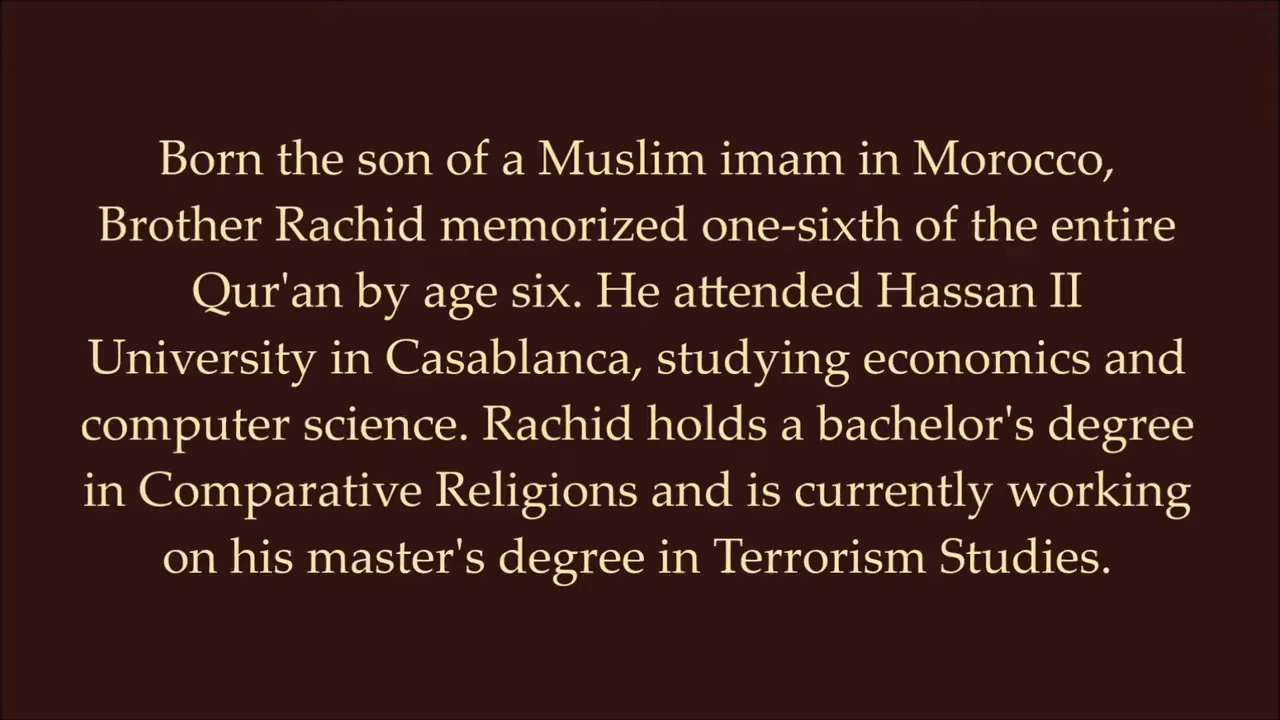 Born the son of a Muslim imam in Morocco,
Brother Rachid memorized one-sixth of the entire
Qur'an by age six. He attended Hassan II
University in Casablanca, studying economics and
computer science. Rachid holds a bachelor's degree
in Comparative Religions and is currently working
on his master's degree in Terrorism Studies.